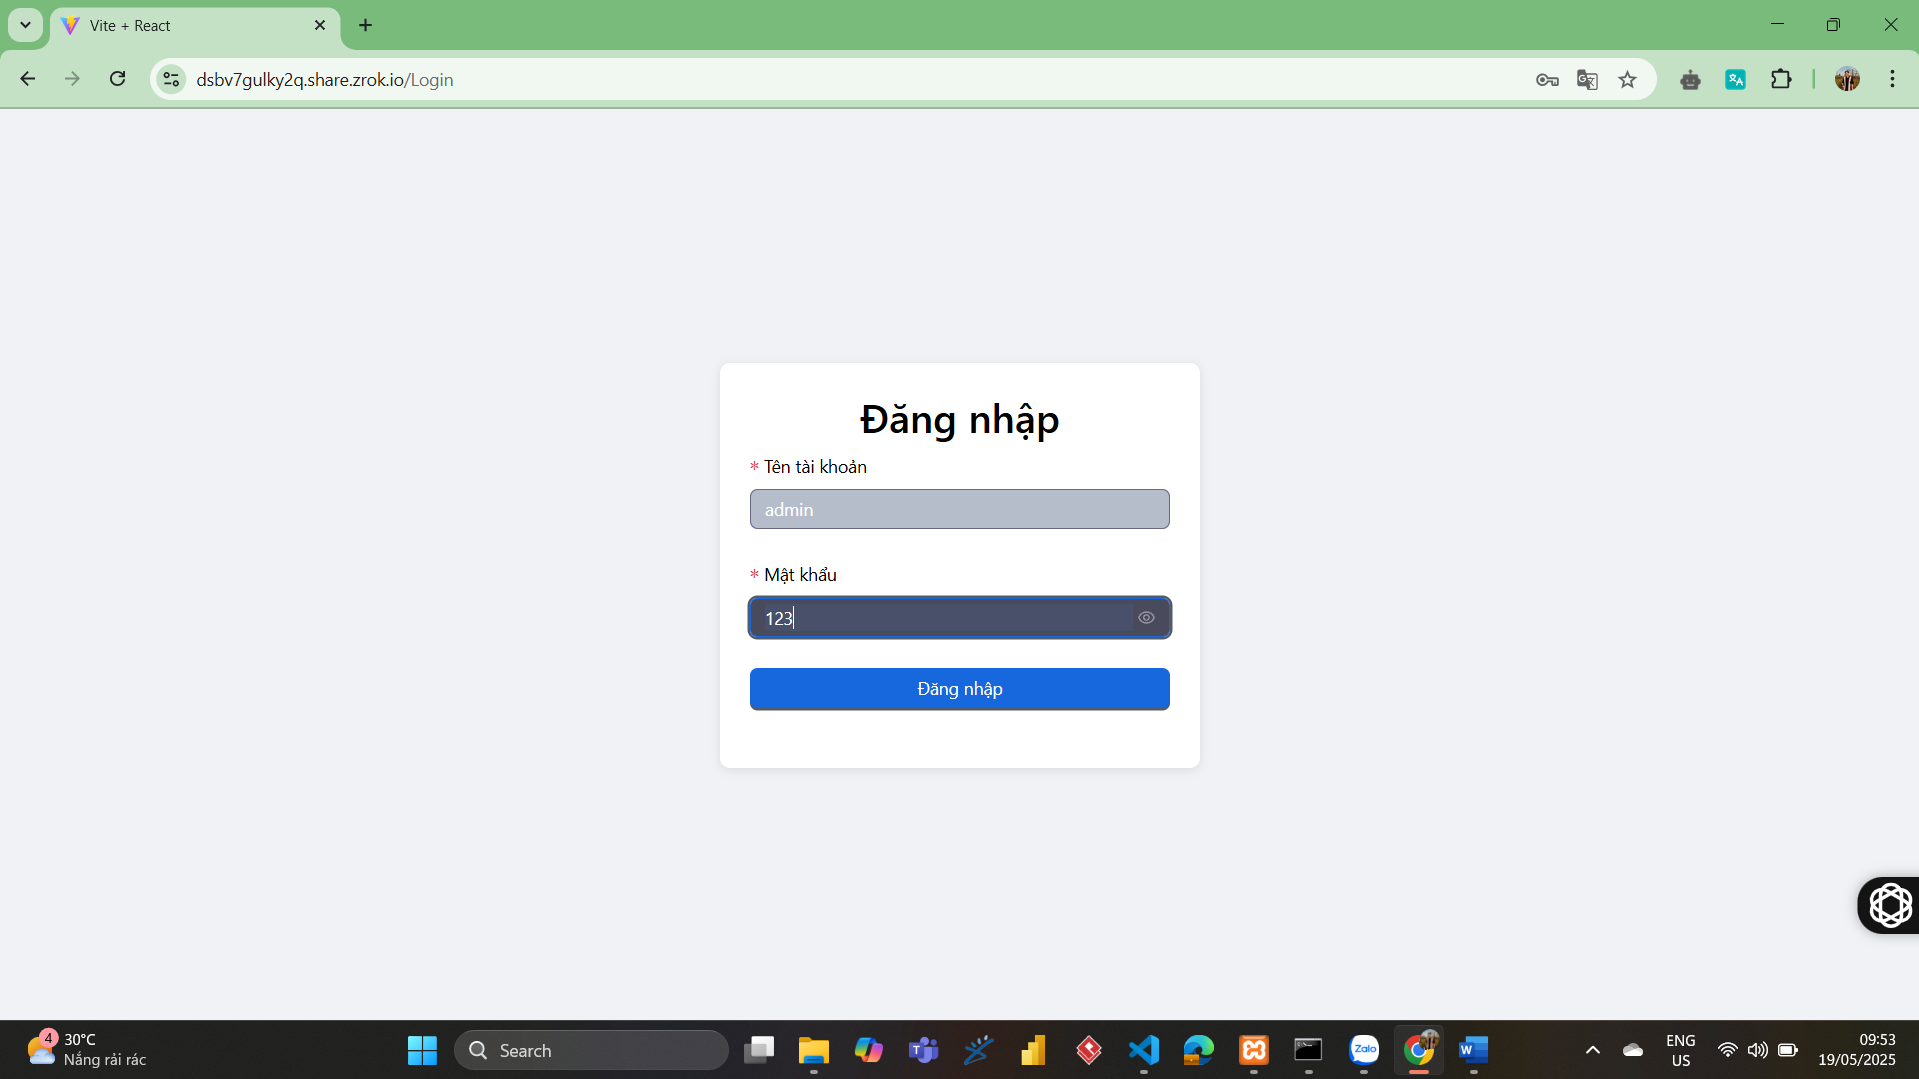 Vite + React
dsbv7gulky2q.share.zrok.io/Login
Đăng nhập
* Tên tài khoản
admin
* Mật khẩu
123
Đăng nhập
4
30°C
Nắng rải rác
Search
Zalo
ENG
US
09:53
19/05/2025